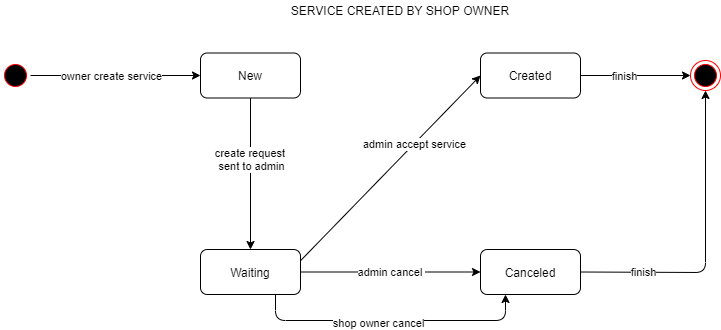 SERVICE CREATED BY SHOP OWNER
owner create service
New
Created
finish
create request
sent to admin
admin accept service
Waiting
admin cancel
Canceled
finish
shop owner cancel